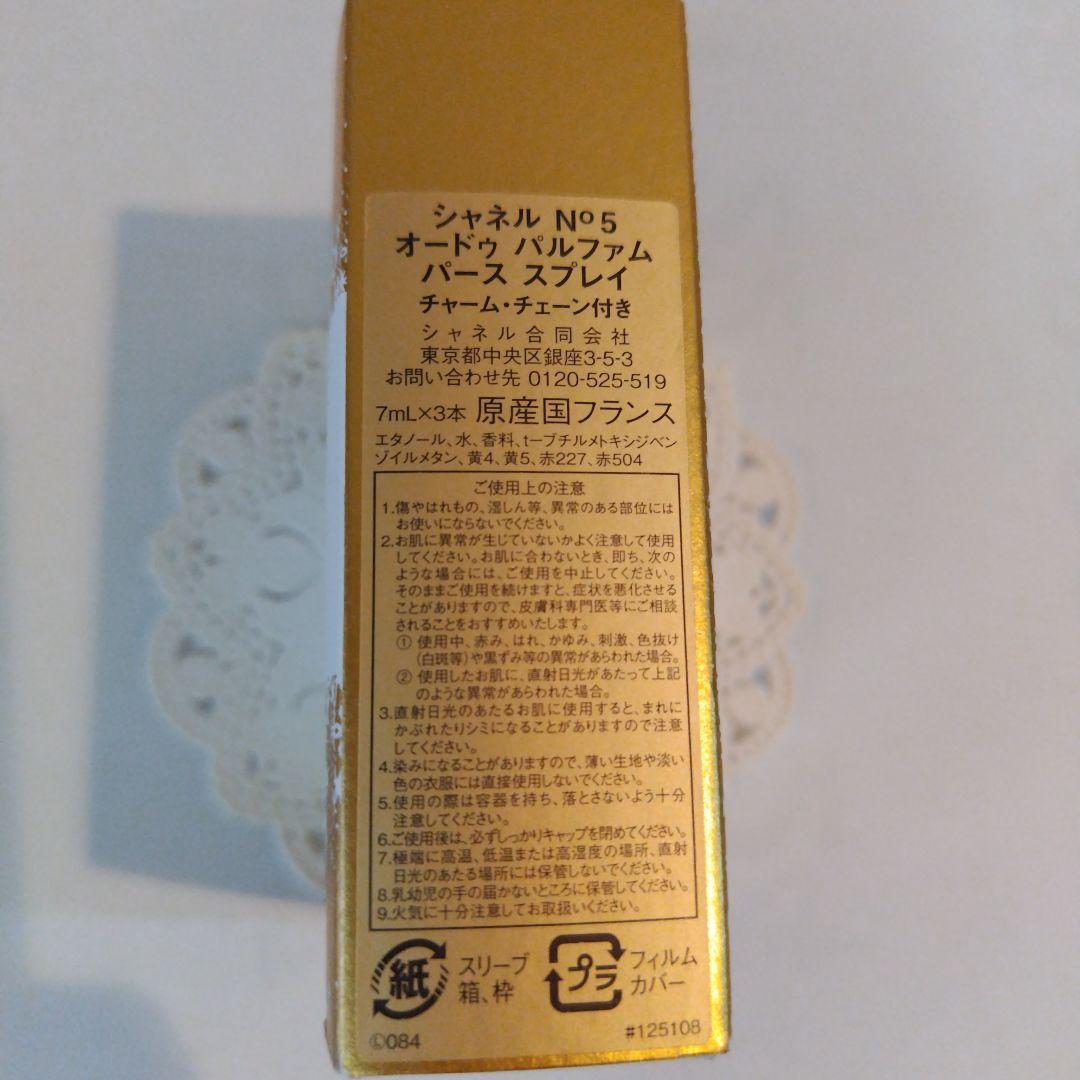 シャネル Nº5
オードゥ パルファム
パース スプレイ
チャーム・チェーン付き
シャネル合同会社
東京都中央区銀座3-5-3
お問い合わせ先 0120-525-519
7mL×3本 原産国フランス
エタノール、水、香料、t-ブチルメトキシジベン
ゾイルメタン、黄4、黄5、赤227、赤504
ご使用上の注意
1.傷やはれもの、湿しん等、異常のある部位には
お使いにならないでください。
2.お肌に異常が生じていないかよく注意して使用
してください。お肌に合わないとき、即ち、次の
ような場合には、ご使用を中止してください。
そのままご使用を続けますと、症状を悪化させる
ことがありますので、皮膚科専門医等にご相談
されることをおすすめいたします。
① 使用中、赤み、はれ、かゆみ、刺激、色抜け
(白斑等)や黒ずみ等の異常があらわれた場合。
② 使用したお肌に、直射日光があたって上記
のような異常があらわれた場合。
3.直射日光のあたるお肌に使用すると、まれに
かぶれたりシミになることがありますので注意
してください。
4.染みになることがありますので、薄い生地や淡い
色の衣服には直接使用しないでください。
5.使用の際は容器を持ち、落とさないよう十分
注意してください。
6.ご使用後は、必ずしっかりキャップを閉めてください。
7.極端に高温、低温または高湿度の場所、直射
日光のあたる場所には保管しないでください。
8.乳幼児の手の届かないところに保管してください。
9.火気に十分注意してお取扱いください。
紙 スリーブ
箱、枠
プラ フィルム
カバー
Ⓛ084
#125108